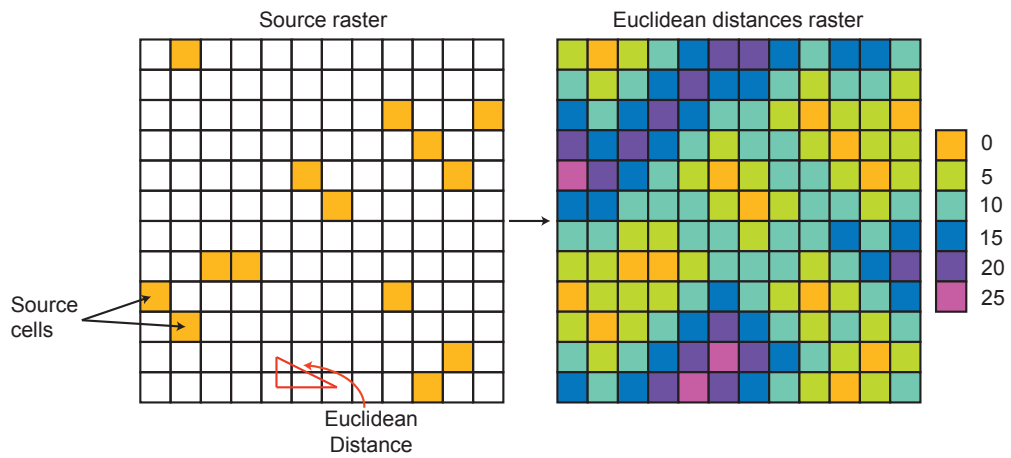 Source raster
Euclidean distances raster
0
5
10
15
20
25
Source
cells
Euclidean
Distance